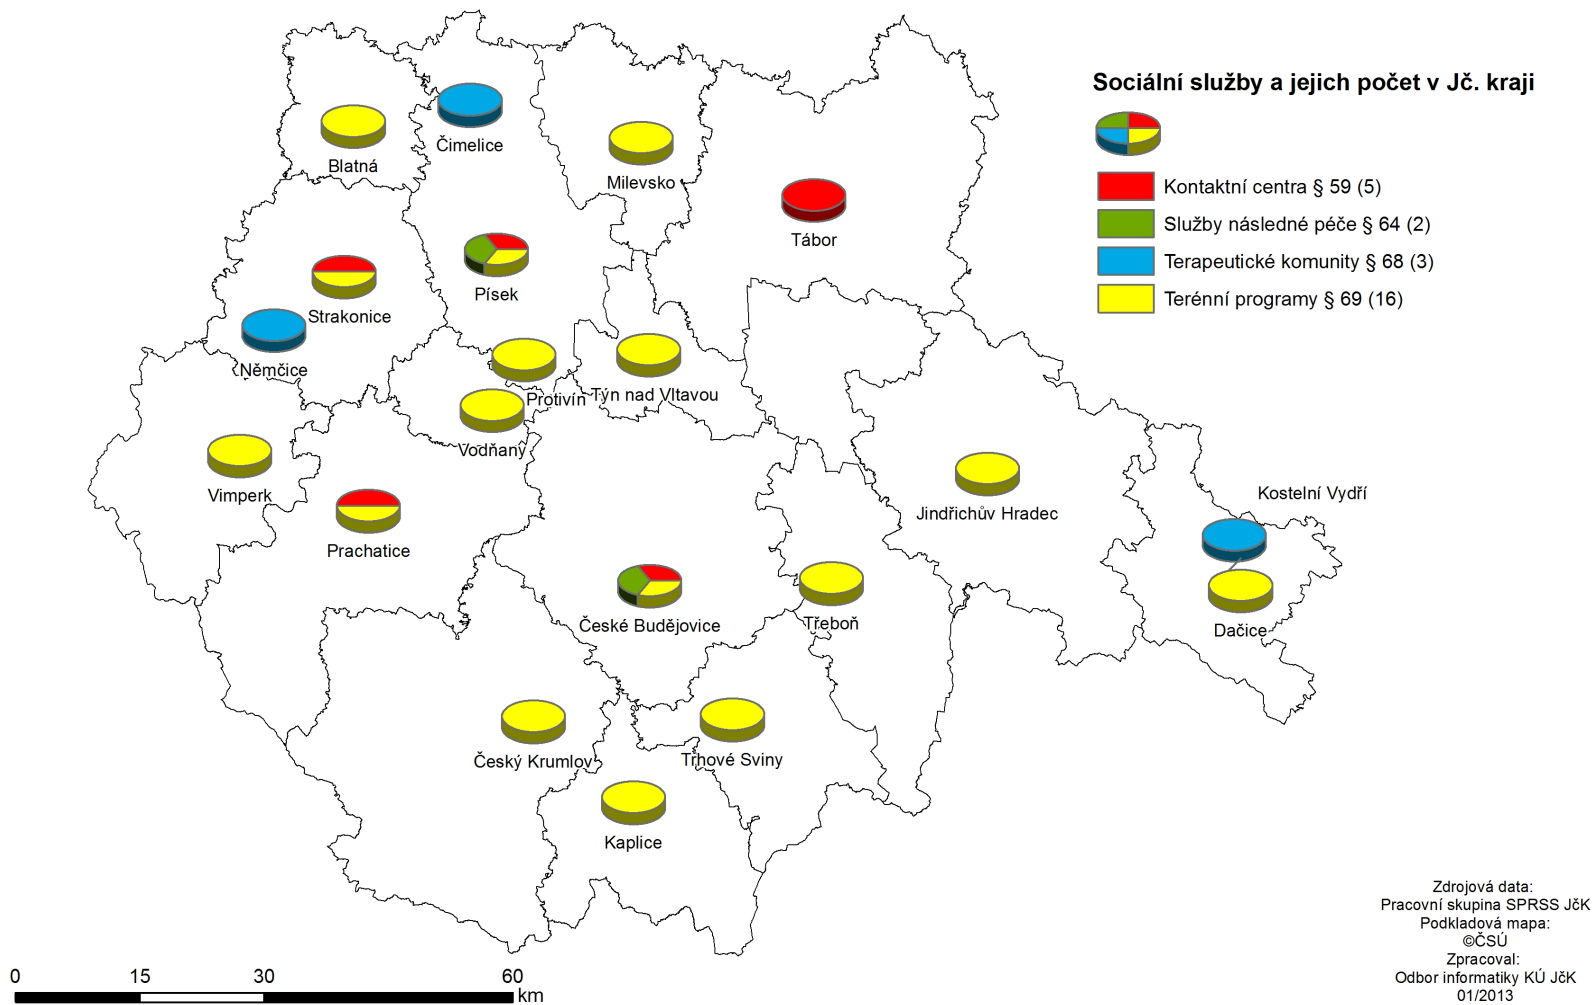 Sociální služby a jejich počet v Jč. kraji
Kontaktní centra § 59 (5)
Služby následné péče § 64 (2)
Terapeutické komunity § 68 (3)
Terénní programy § 69 (16)
Čimelice
Blatná
Milevsko
Tábor
Písek
Strakonice
Němčice
Protivín
Týn nad Vltavou
Vodňany
Vimperk
Kostelní Vydří
Jindřichův Hradec
Prachatice
České Budějovice
Třeboň
Dačice
Český Krumlov
Trhové Sviny
Kaplice
Zdrojová data:
Pracovní skupina SPRSS JčK
Podkladová mapa:
©ČSÚ
Zpracoval:
Odbor informatiky KÚ JčK
01/2013
0 15 30 60
km